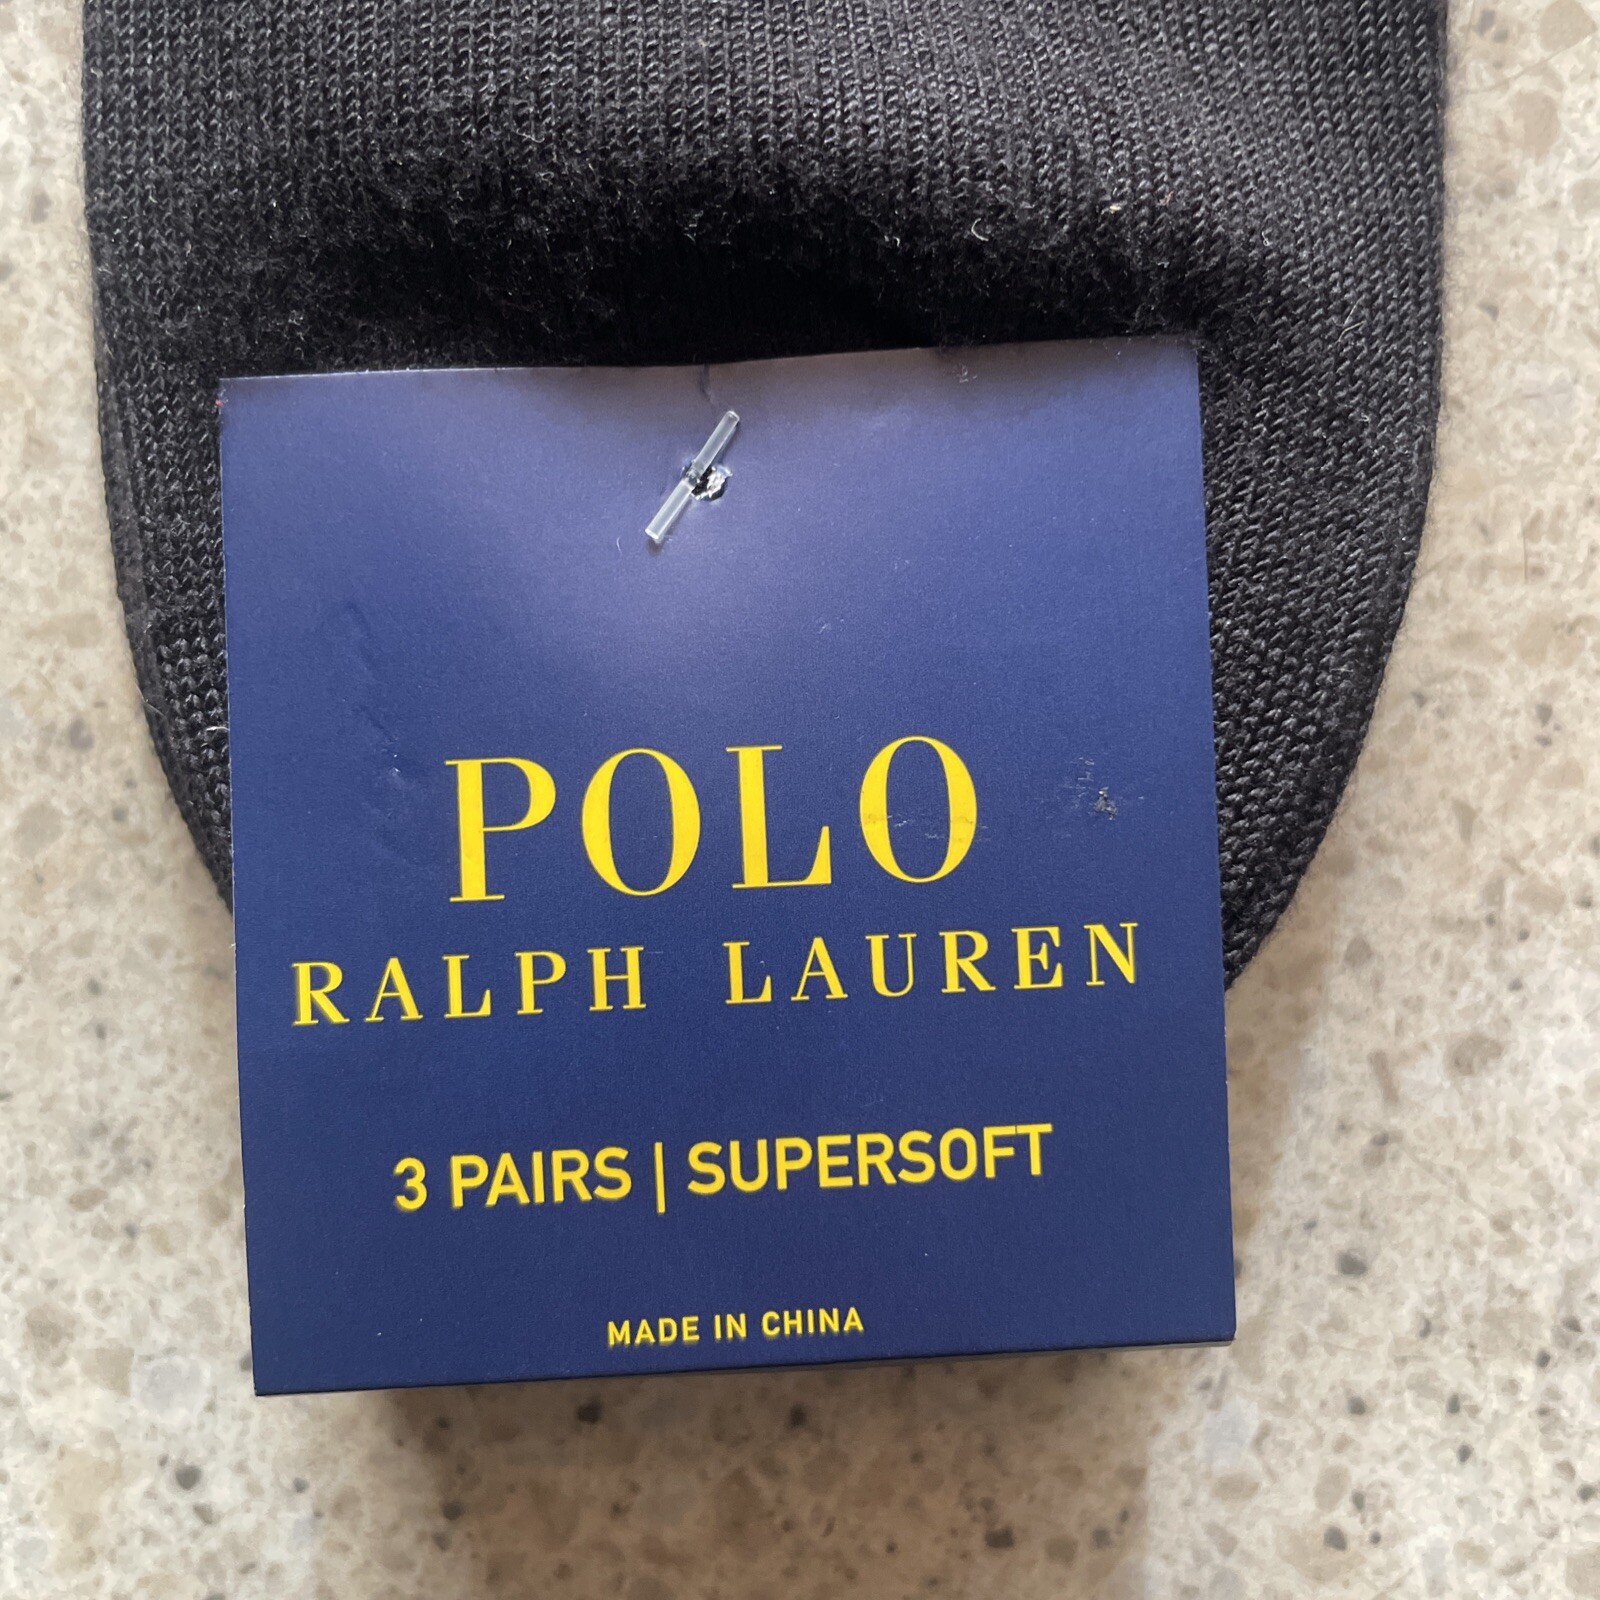 POLO
RALPH LAUREN
3 PAIRS | SUPERSOFT
MADE IN CHINA